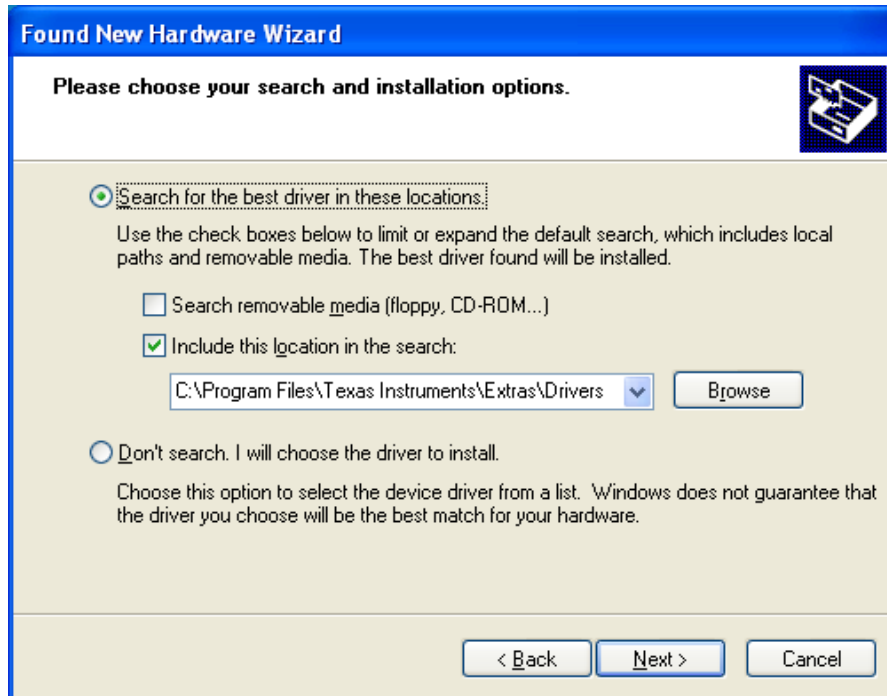 Found New Hardware Wizard
Please choose your search and installation options.
Search for the best driver in these locations.
Use the check boxes below to limit or expand the default search, which includes local
paths and removable media. The best driver found will be installed.
Search removable media (floppy, CD-ROM...)
Include this location in the search:
C:\Program Files\Texas Instruments\Extras\Drivers
Browse
Don't search. I will choose the driver to install.
Choose this option to select the device driver from a list.  Windows does not guarantee that
the driver you choose will be the best match for your hardware.
< Back
Next >
Cancel